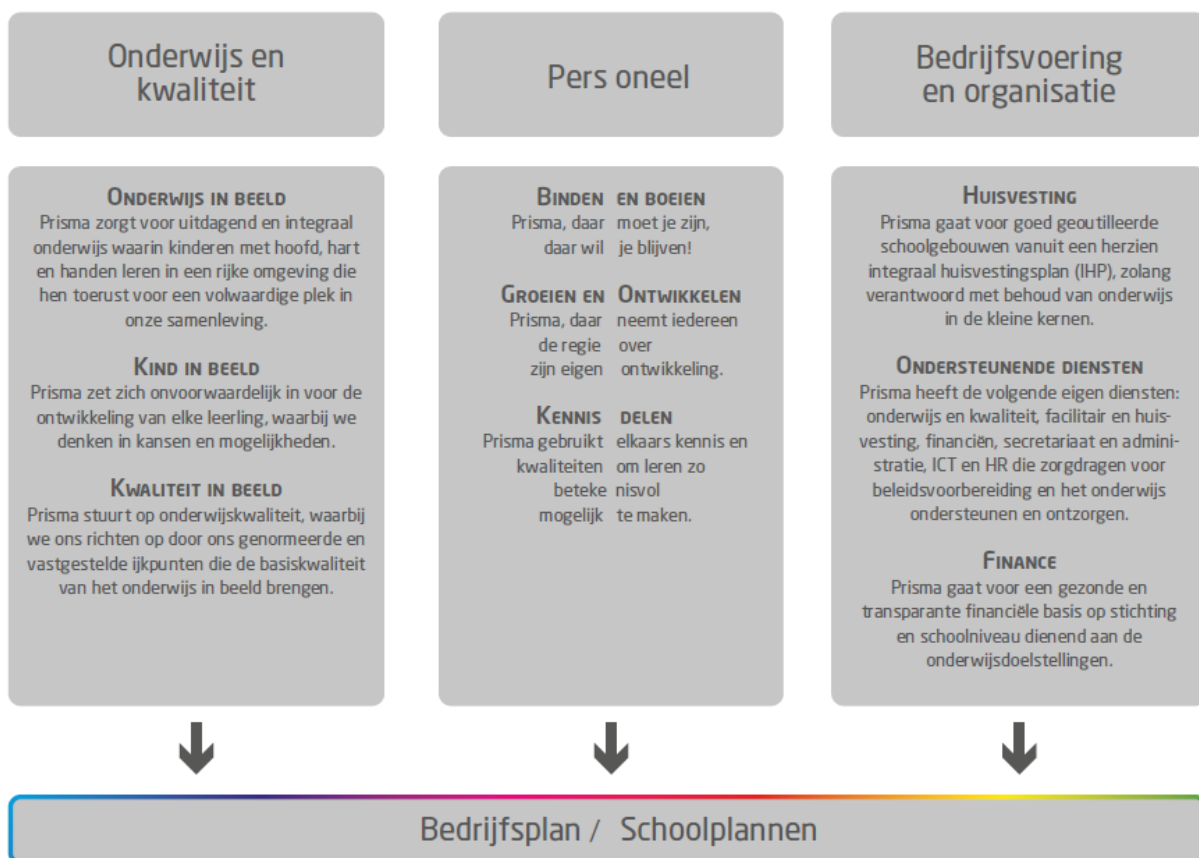 Onderwijs en
kwaliteit
Pers oneel
Bedrijfsvoering
en organisatie
ONDERWIJS IN BEELD
Prisma zorgt voor uitdagend en integraal
onderwijs waarin kinderen met hoofd, hart
en handen leren in een rijke omgeving die
hen toerust voor een volwaardige plek in
onze samenleving.
KIND IN BEELD
Prisma zet zich onvoorwaardelijk in voor de
ontwikkeling van elke leerling, waarbij we
denken in kansen en mogelijkheden.
KWALITEIT IN BEELD
Prisma stuurt op onderwijskwaliteit, waarbij
we ons richten op door ons genormeerde en
vastgestelde ijkpunten die de basiskwaliteit
van het onderwijs in beeld brengen.
BINDEN EN BOEIEN
Prisma, daar moet je zijn,
daar wil je blijven!
GROEIEN EN ONTWIKKELEN
Prisma, daar neemt iedereen
de regie over
zijn eigen ontwikkeling.
KENNIS DELEN
Prisma gebruikt elkaars kennis en
kwaliteiten om leren zo
beteke nisvol
mogelijk te maken.
HUISVESTING
Prisma gaat voor goed geoutilleerde
schoolgebouwen vanuit een herzien
integraal huisvestingsplan (IHP), zolang
verantwoord met behoud van onderwijs
in de kleine kernen.
ONDERSTEUNENDE DIENSTEN
Prisma heeft de volgende eigen diensten:
onderwijs en kwaliteit, facilitair en huis-
vesting, financiën, secretariaat en admini-
stratie, ICT en HR die zorgdragen voor
beleidsvoorbereiding en het onderwijs
ondersteunen en ontzorgen.
FINANCE
Prisma gaat voor een gezonde en
transparante financiële basis op stichting
en schoolniveau dienend aan de
onderwijsdoelstellingen.
Bedrijfsplan / Schoolplannen